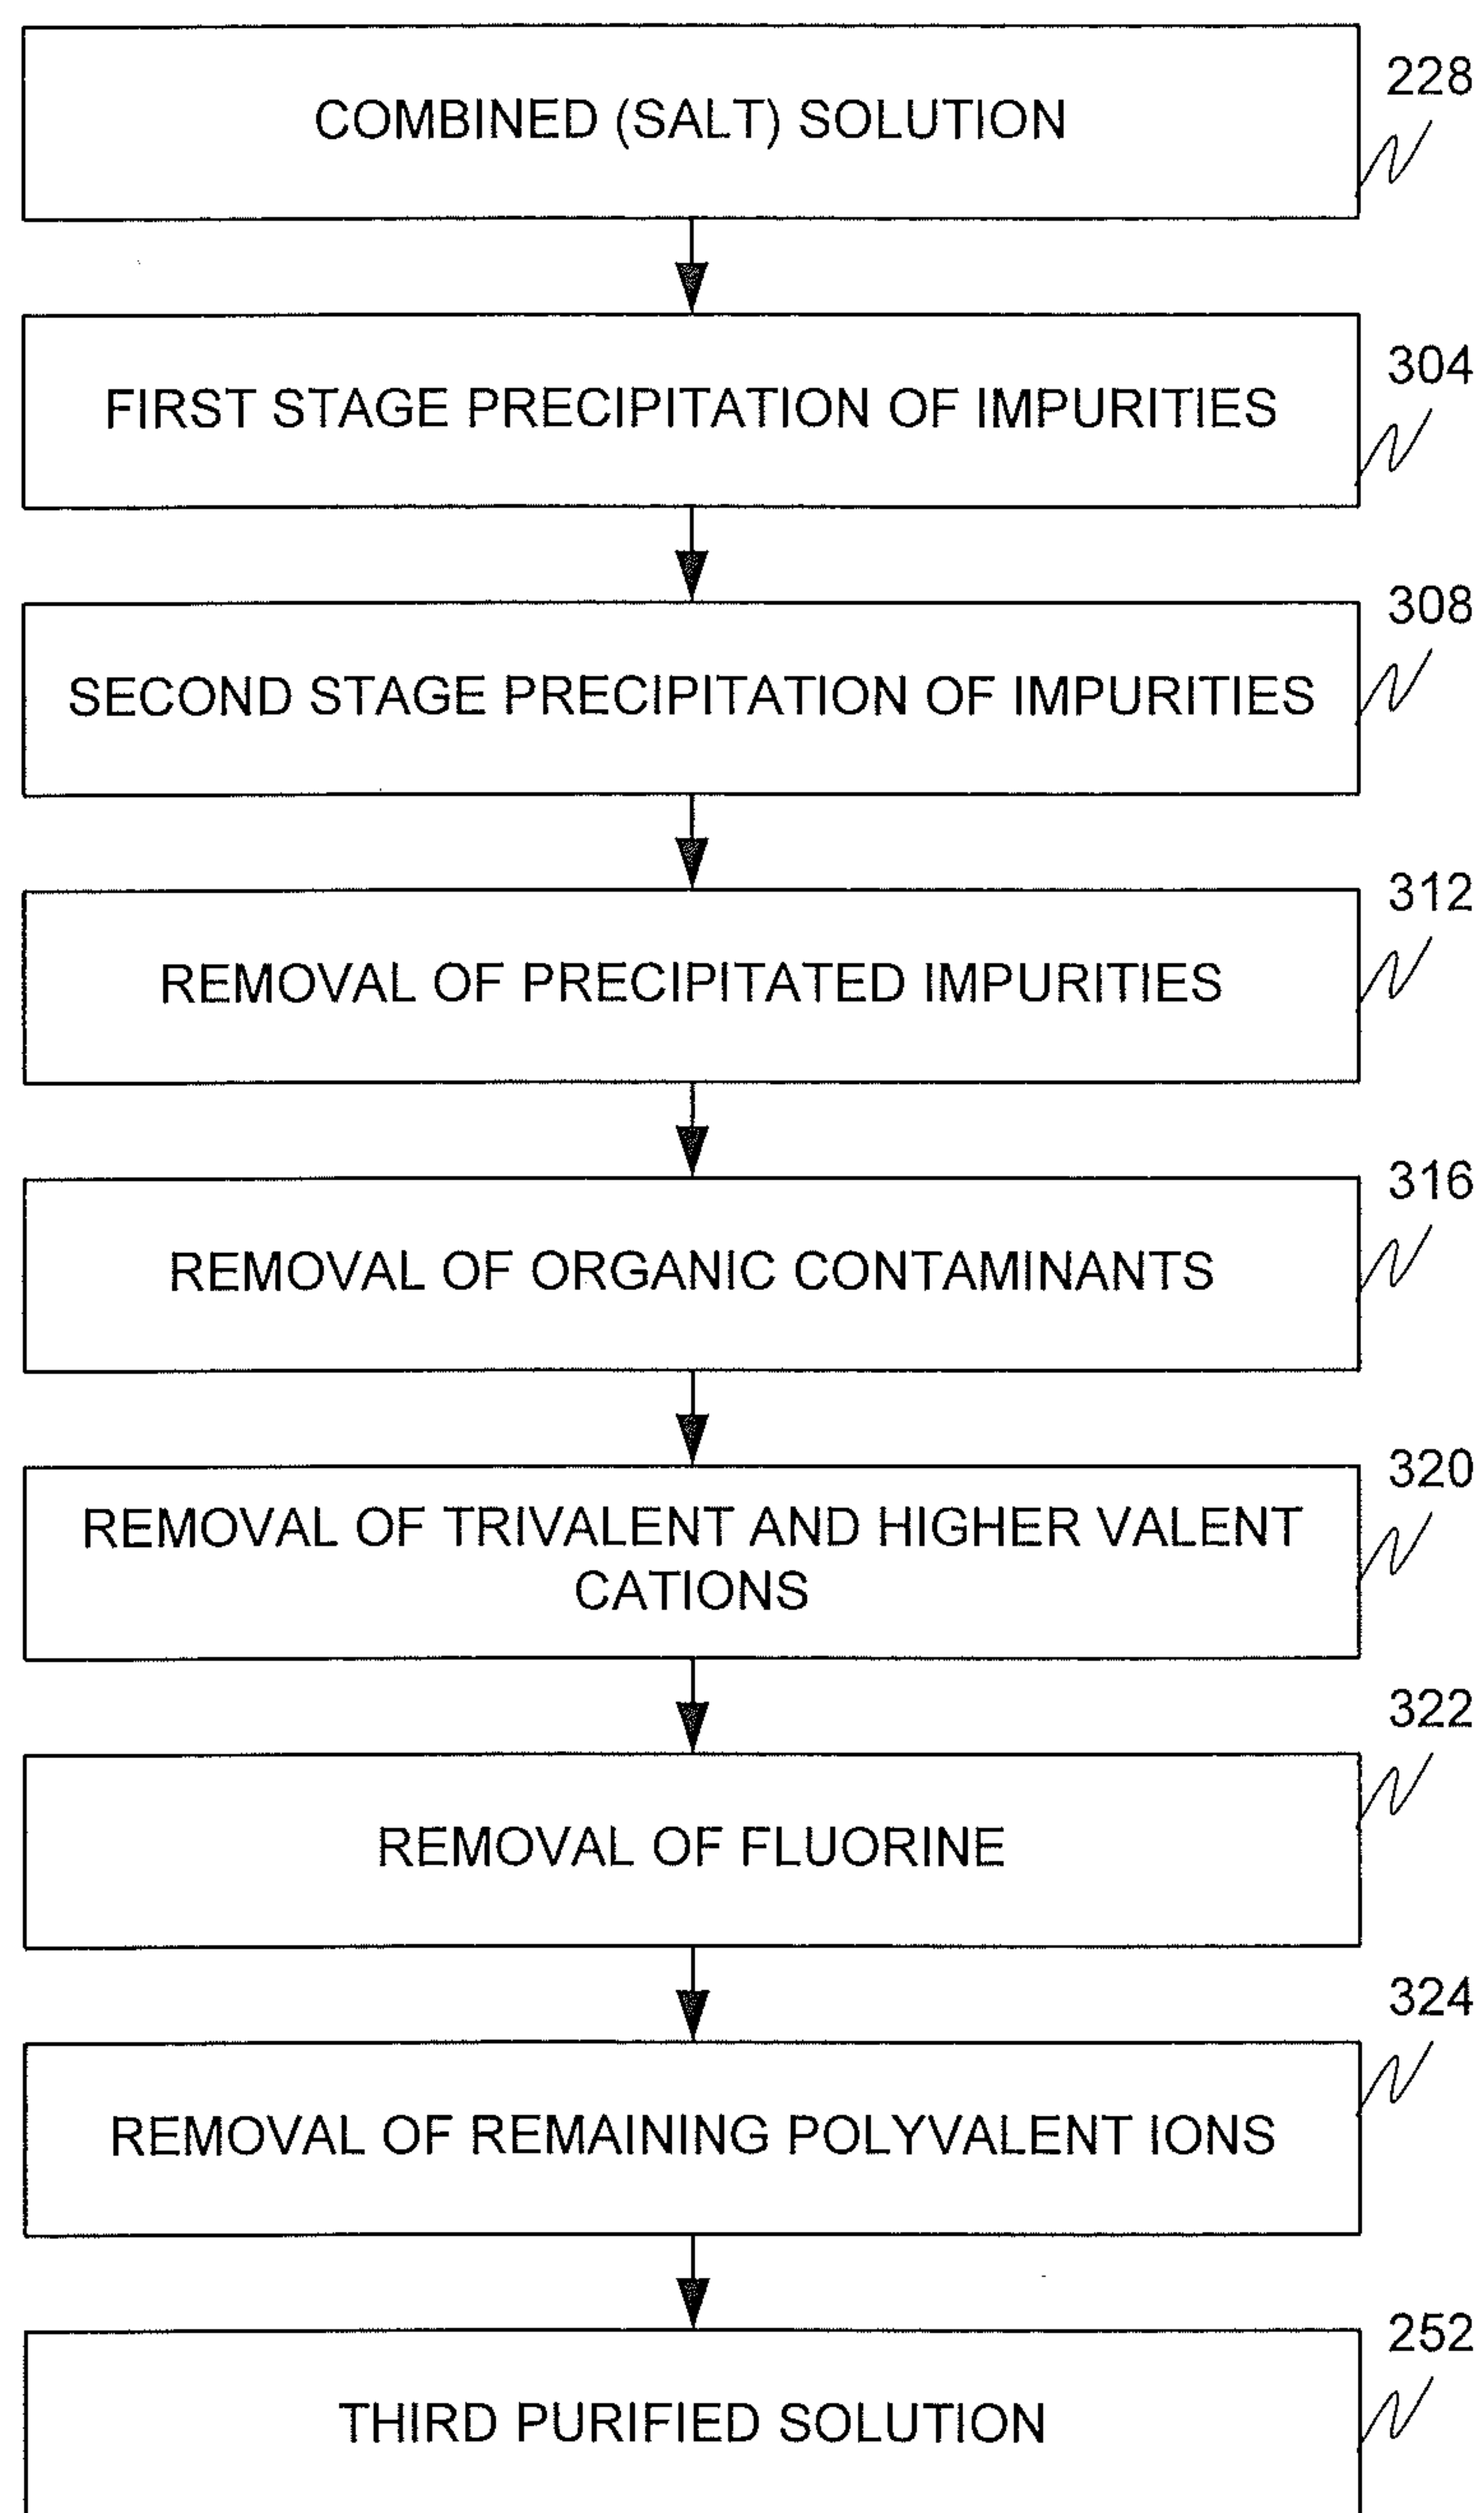 228
COMBINED (SALT) SOLUTION
304
FIRST STAGE PRECIPITATION OF IMPURITIES
308
SECOND STAGE PRECIPITATION OF IMPURITIES
312
REMOVAL OF PRECIPITATED IMPURITIES
316
REMOVAL OF ORGANIC CONTAMINANTS
320
REMOVAL OF TRIVALENT AND HIGHER VALENT
CATIONS
322
REMOVAL OF FLUORINE
324
REMOVAL OF REMAINING POLYVALENT IONS
252
THIRD PURIFIED SOLUTION